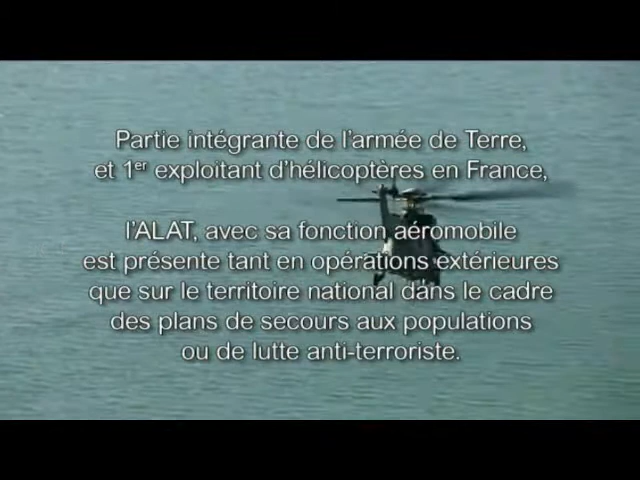 Partie intégrante de l'armée de Terre,
et 1er exploitant d'hélicoptères en France,
l'ALAT, avec sa fonction aéromobile
est présente tant en opérations extérieures
que sur le territoire national dans le cadre
des plans de secours aux populations
ou de lutte anti-terroriste.